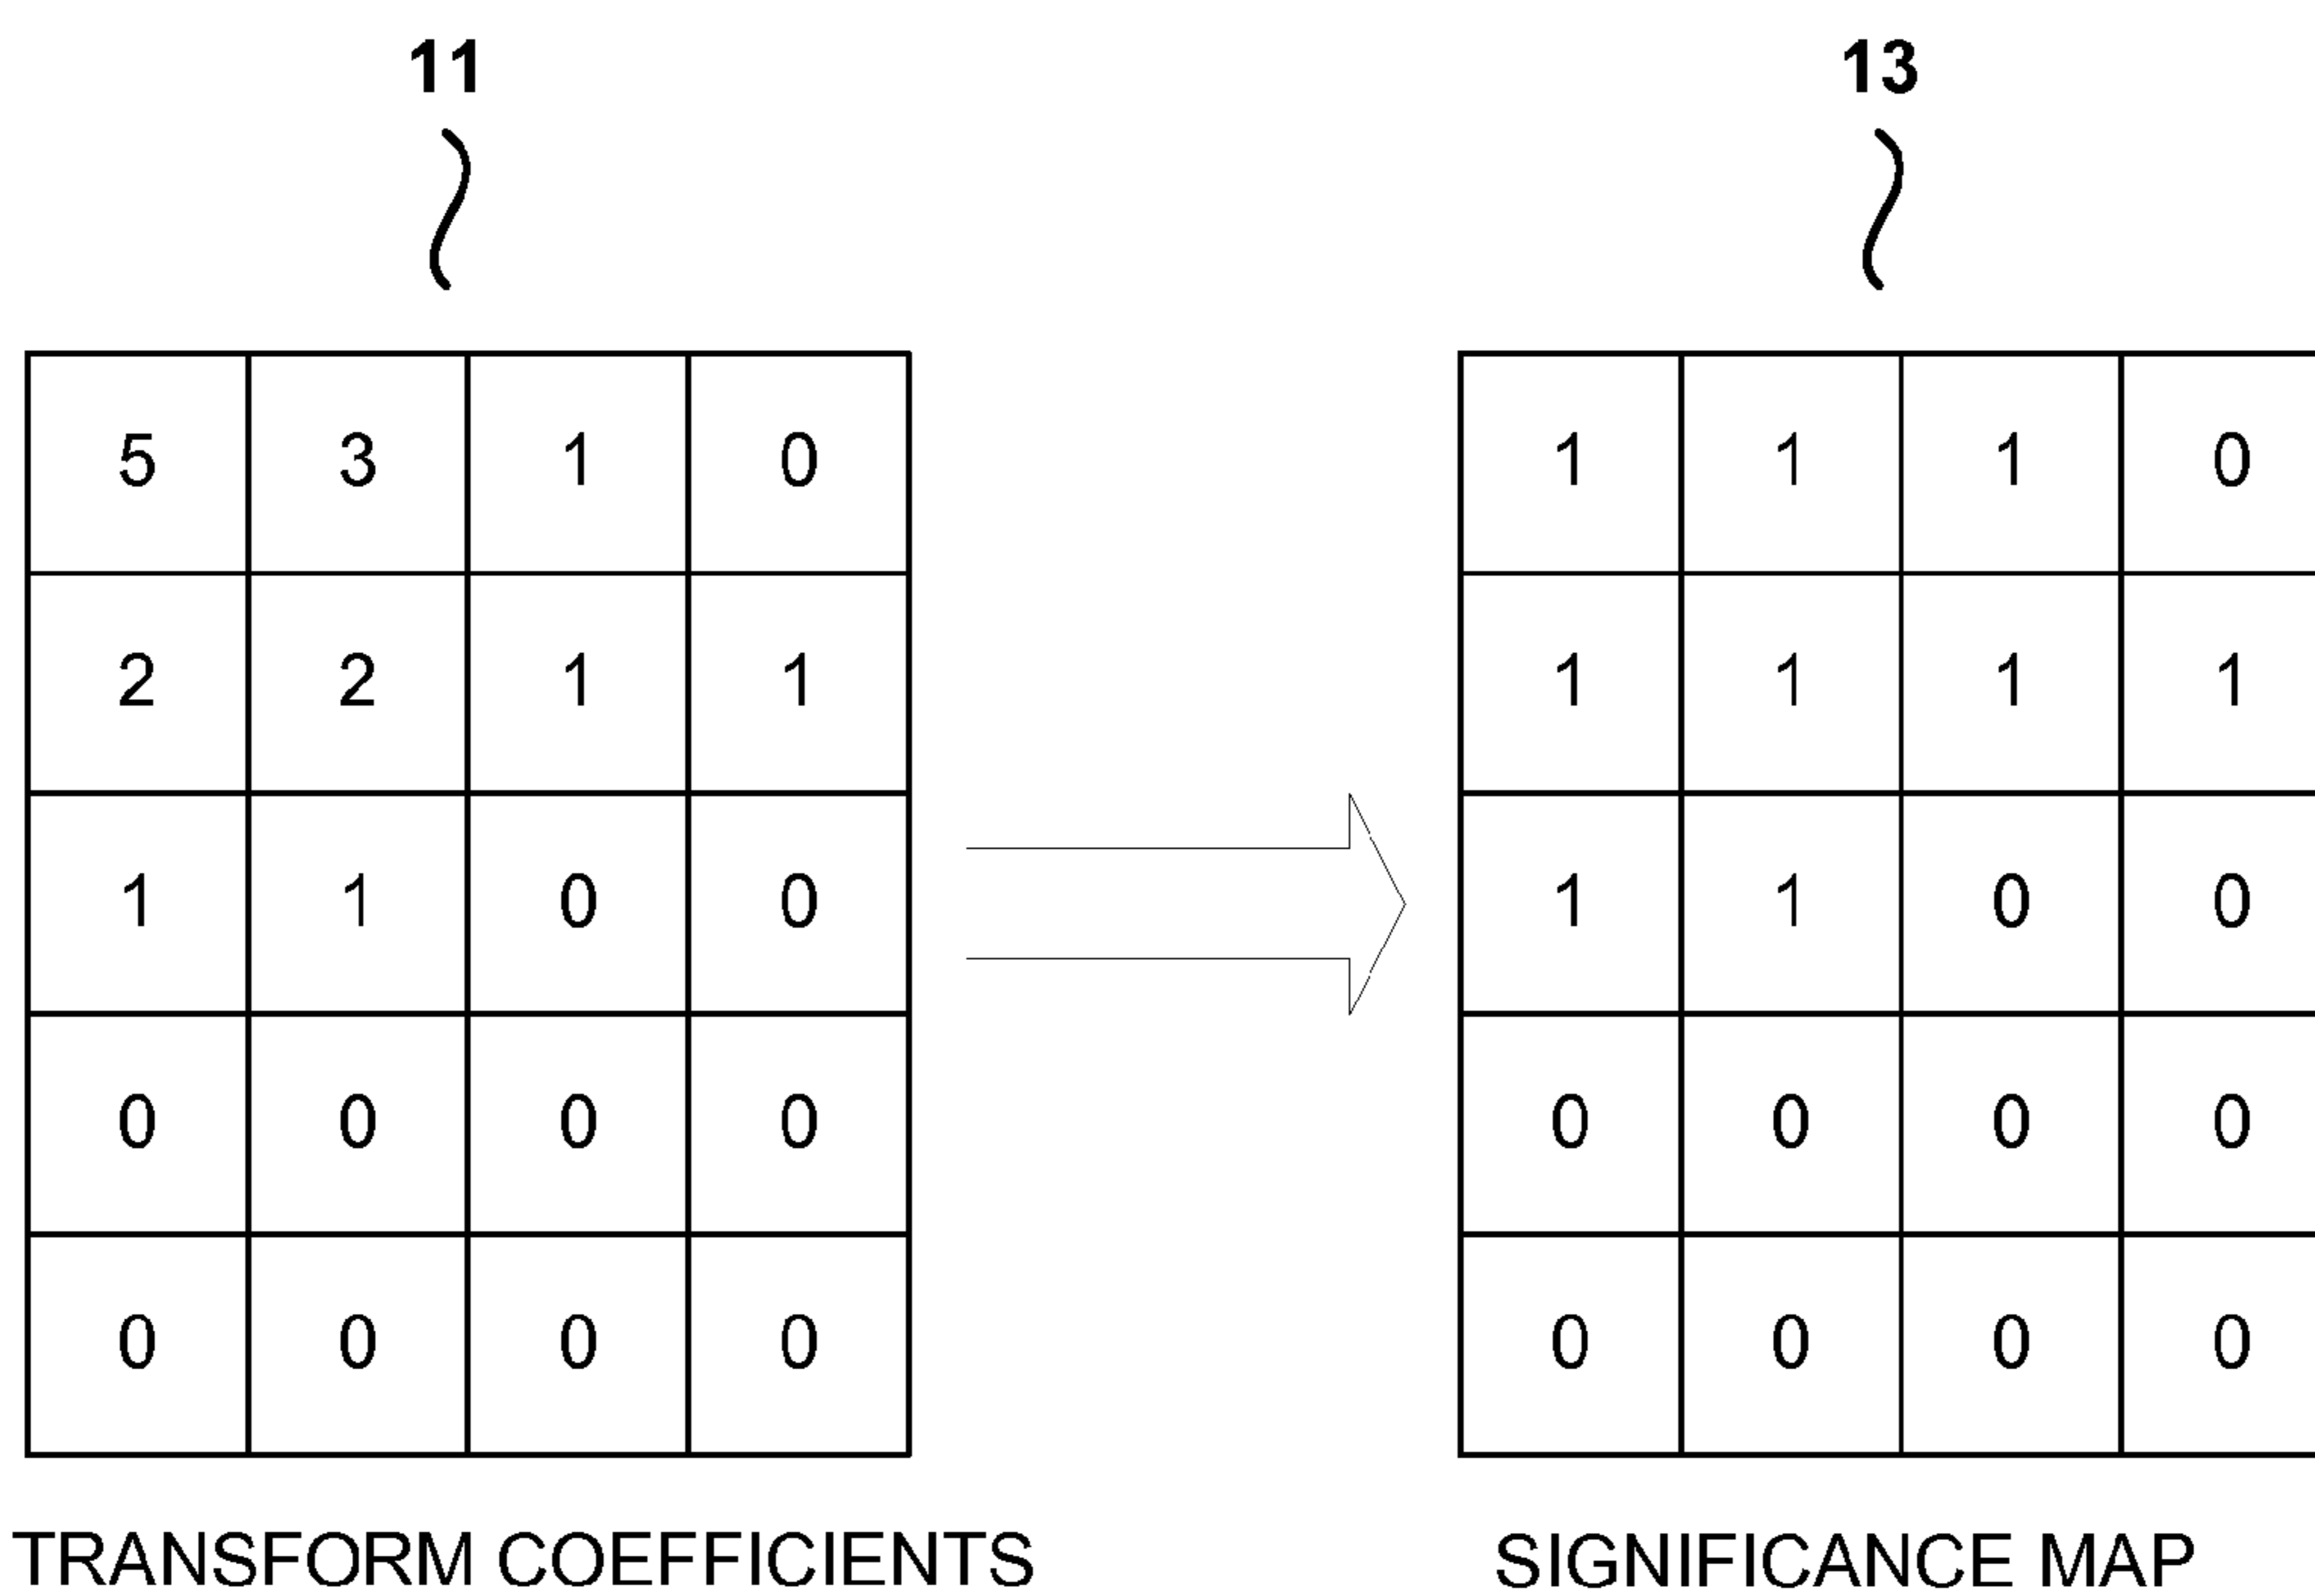 11 13
5 3 1 0 1 1 1 0
2 2 1 1 1 1 1 1
1 1 0 0 1 1 0 0
0 0 0 0 0 0 0 0
0 0 0 0 0 0 0 0
TRANSFORM COEFFICIENTS SIGNIFICANCE MAP